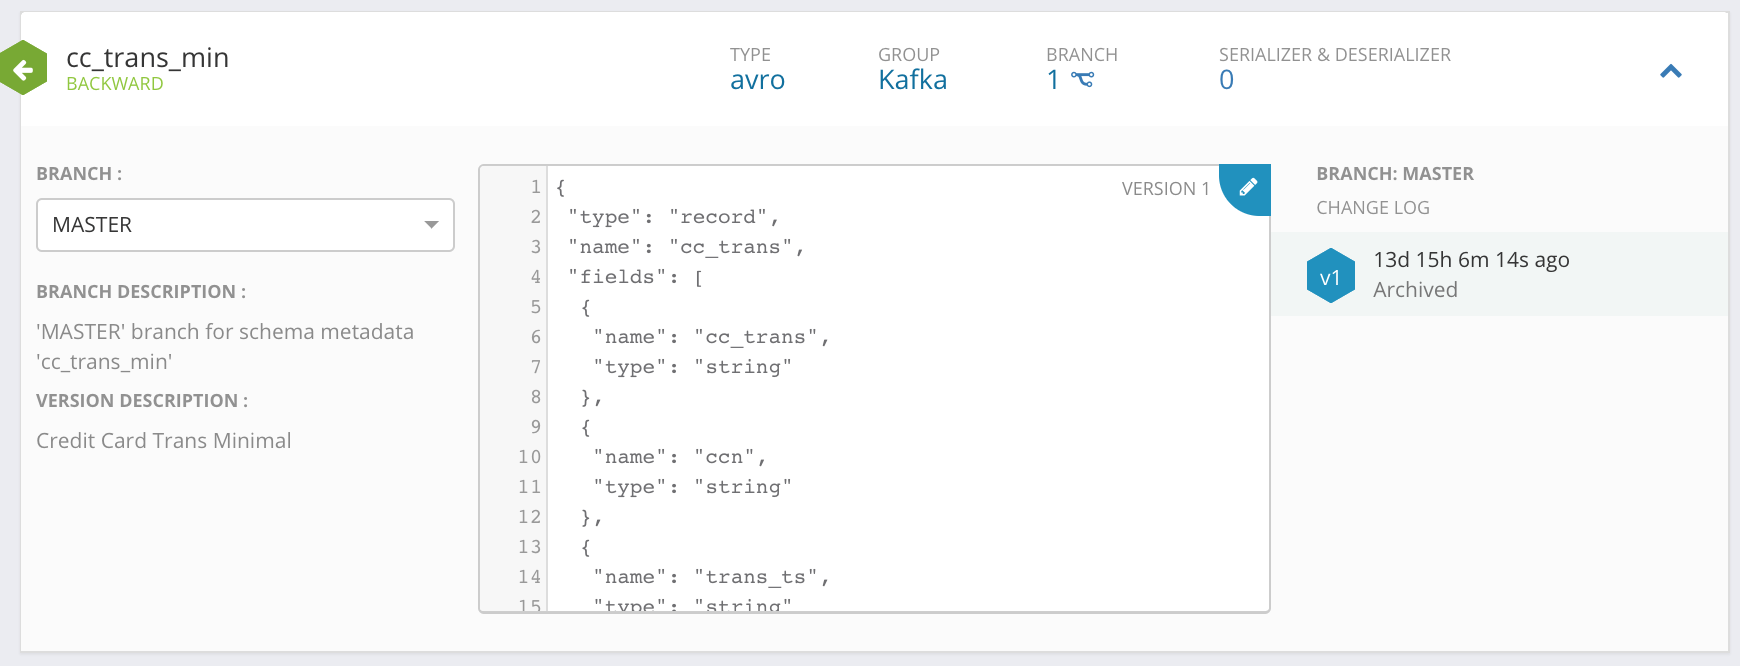 cc_trans_min
BACKWARD
TYPE
avro
GROUP
Kafka
BRANCH
1
SERIALIZER & DESERIALIZER
0
BRANCH :
MASTER
BRANCH DESCRIPTION :
'MASTER' branch for schema metadata
'cc_trans_min'
VERSION DESCRIPTION :
Credit Card Trans Minimal
VERSION 1
1 {
2 "type": "record",
3 "name": "cc_trans",
4 "fields": [
5 {
6 "name": "cc_trans",
7 "type": "string"
8 },
9 {
10 "name": "ccn",
11 "type": "string"
12 },
13 {
14 "name": "trans_ts",
15 "type": "string"
BRANCH: MASTER
CHANGE LOG
v1
13d 15h 6m 14s ago
Archived